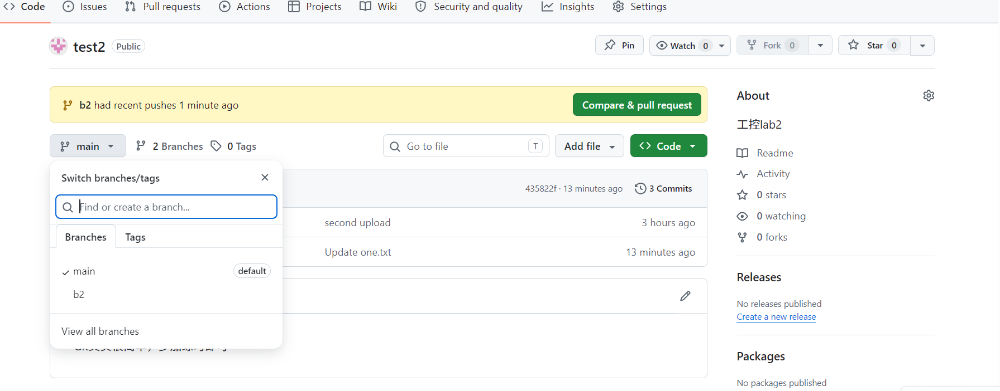 Code Issues Pull requests Actions Projects Wiki Security and quality Insights Settings
test2 Public Pin Watch 0 Fork 0 Star 0
b2 had recent pushes 1 minute ago Compare & pull request
main 2 Branches 0 Tags Go to file T Add file Code
Switch branches/tags
Find or create a branch...
Branches Tags
main default
b2
View all branches
435822f · 13 minutes ago 3 Commits
second upload 3 hours ago
Update one.txt 13 minutes ago
About
工控lab2
Readme
Activity
0 stars
0 watching
0 forks
Releases
No releases published
Create a new release
Packages
No packages published